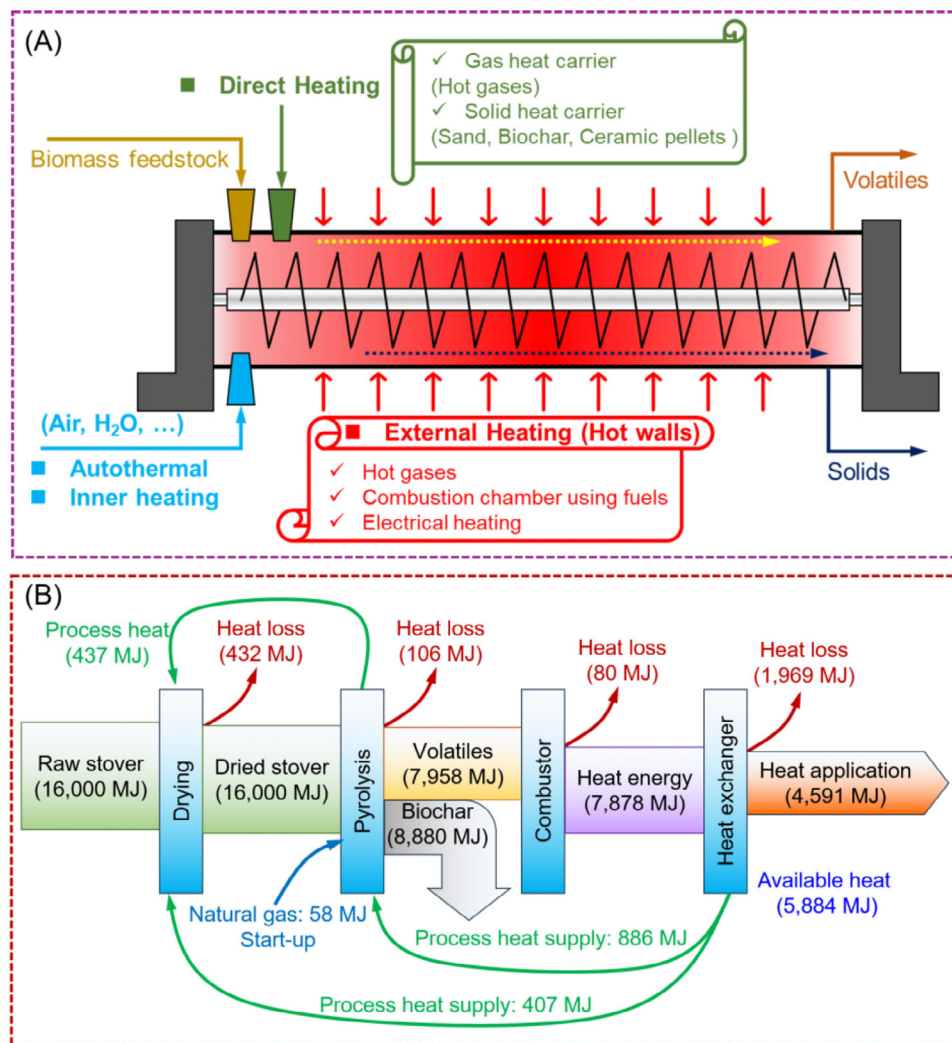 (A)
■ Direct Heating
✓ Gas heat carrier
(Hot gases)
✓ Solid heat carrier
(Sand, Biochar, Ceramic pellets )
Biomass feedstock
Volatiles
(Air, H₂O, ...)
■ Autothermal
■ Inner heating
■ External Heating (Hot walls)
✓ Hot gases
✓ Combustion chamber using fuels
✓ Electrical heating
Solids
(B)
Process heat
(437 MJ)
Heat loss
(432 MJ)
Heat loss
(106 MJ)
Heat loss
(80 MJ)
Heat loss
(1,969 MJ)
Raw stover
(16,000 MJ)
Drying
Dried stover
(16,000 MJ)
Pyrolysis
Volatiles
(7,958 MJ)
Biochar
(8,880 MJ)
Combustor
Heat energy
(7,878 MJ)
Heat exchanger
Heat application
(4,591 MJ)
Available heat
(5,884 MJ)
Natural gas: 58 MJ
Start-up
Process heat supply: 886 MJ
Process heat supply: 407 MJ